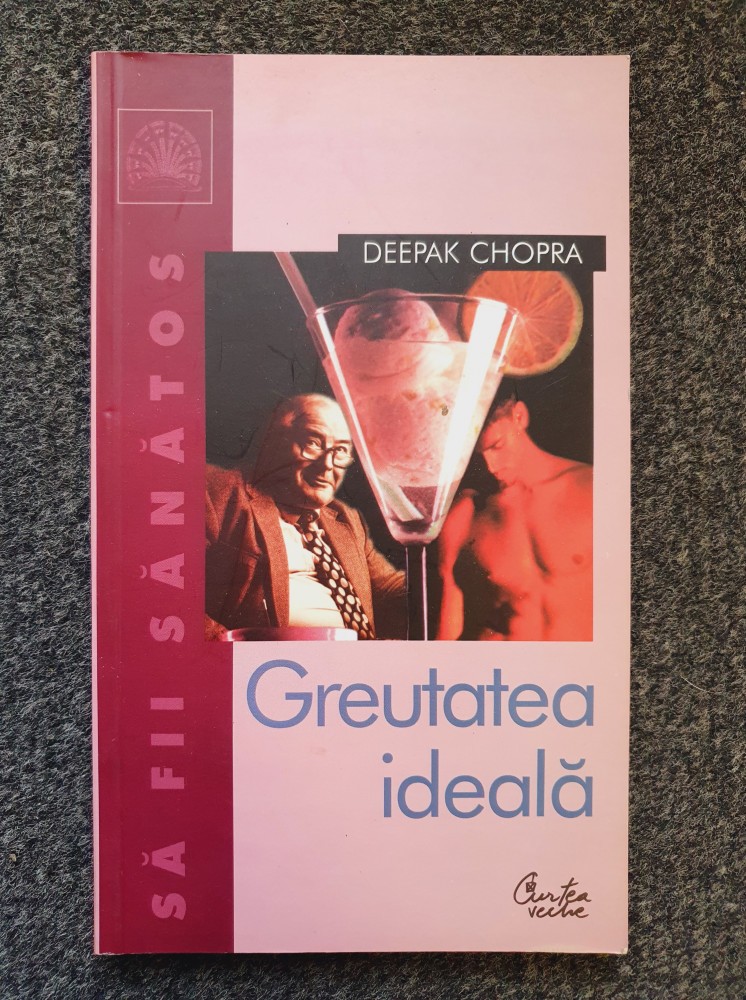 DEEPAK CHOPRA
SĂ FII SĂNĂTOS
Greutatea
ideală
Curtea
veche